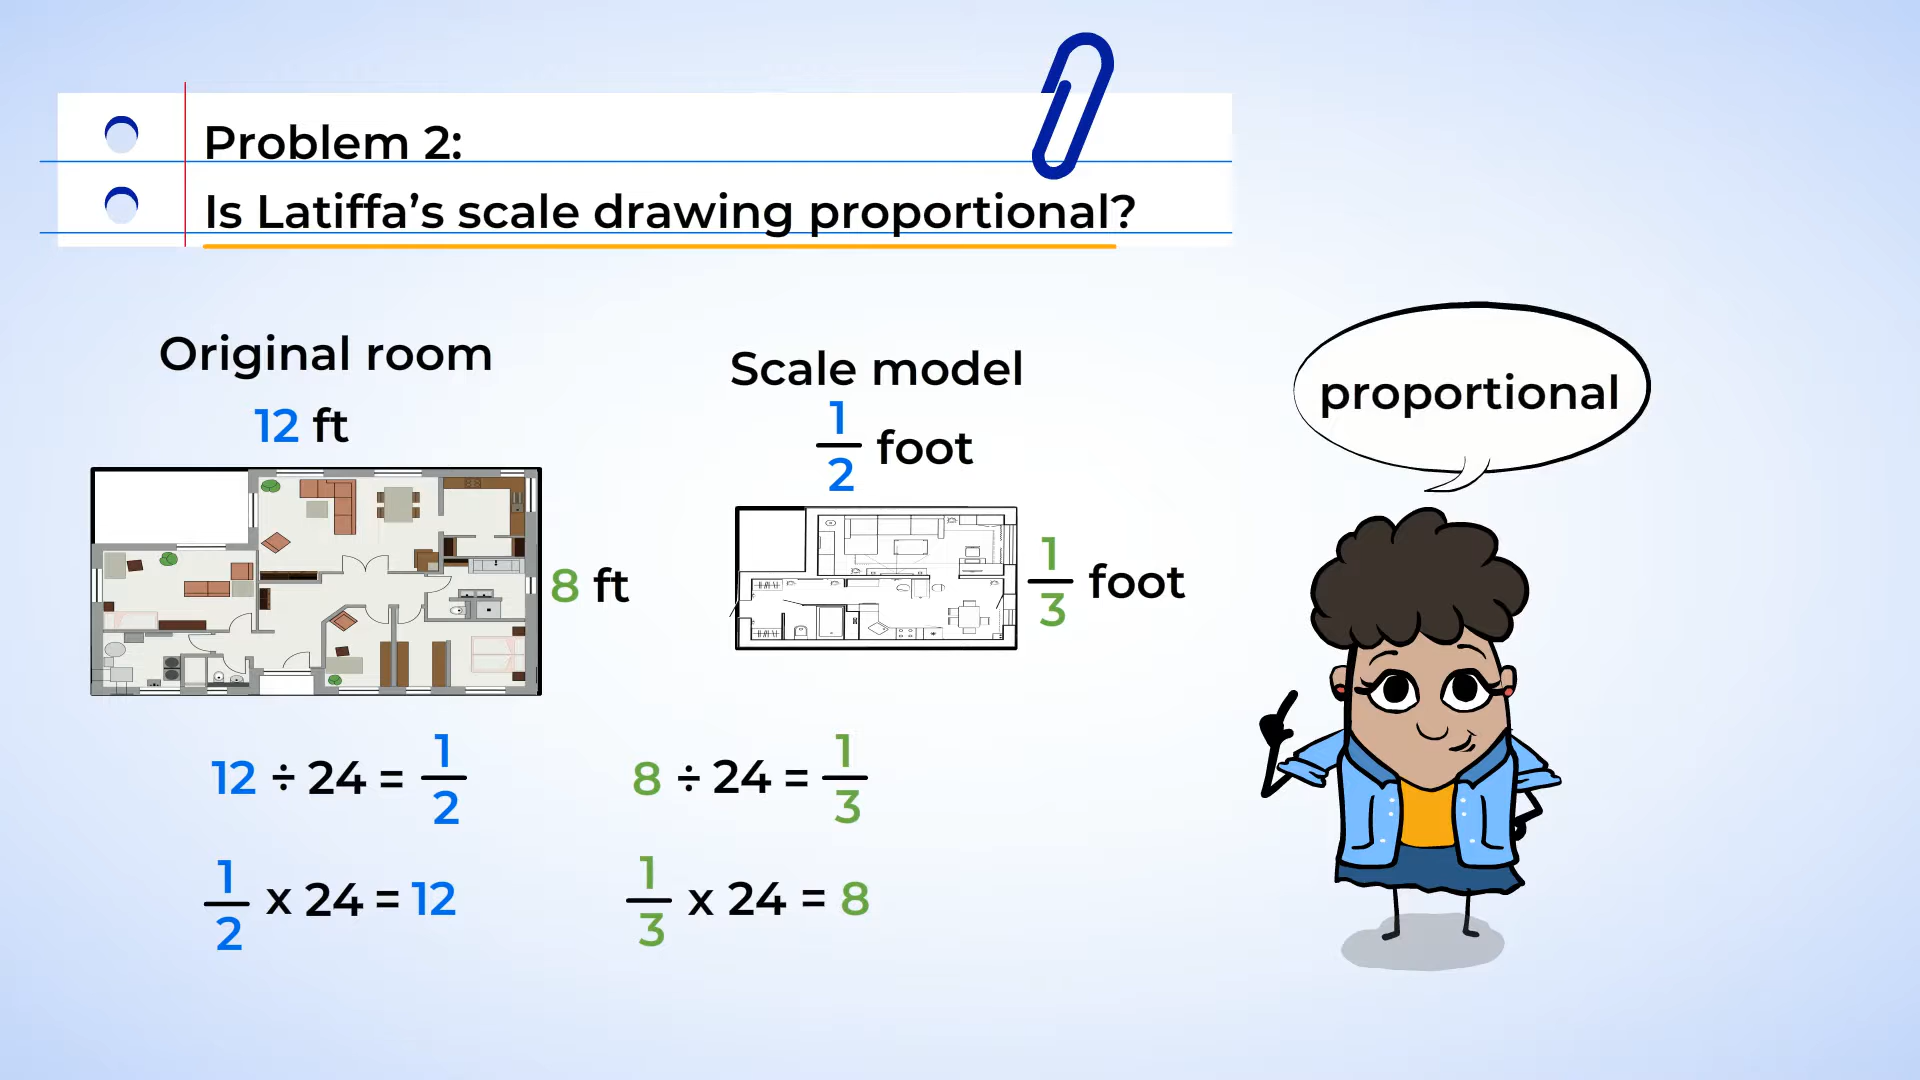 Problem 2:
Is Latiffa’s scale drawing proportional?
Original room
12 ft
8 ft
Scale model
1/2 foot
1/3 foot
proportional
12 ÷ 24 = 1/2
8 ÷ 24 = 1/3
1/2 x 24 = 12
1/3 x 24 = 8